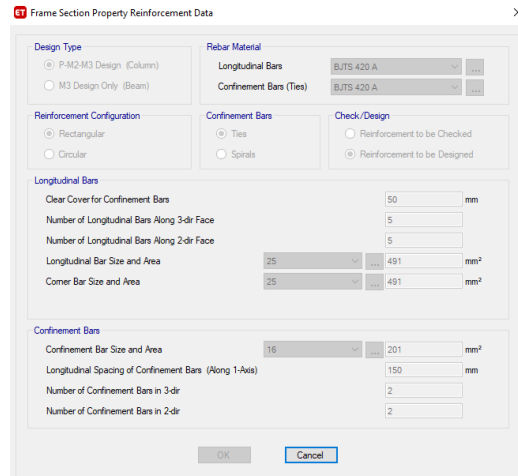 ET Frame Section Property Reinforcement Data
Design Type
P-M2-M3 Design (Column)
M3 Design Only (Beam)
Rebar Material
Longitudinal Bars BJTS 420 A ...
Confinement Bars (Ties) BJTS 420 A ...
Reinforcement Configuration
Rectangular
Circular
Confinement Bars
Ties
Spirals
Check/Design
Reinforcement to be Checked
Reinforcement to be Designed
Longitudinal Bars
Clear Cover for Confinement Bars 50 mm
Number of Longitudinal Bars Along 3-dir Face 5
Number of Longitudinal Bars Along 2-dir Face 5
Longitudinal Bar Size and Area 25 ... 491 mm²
Corner Bar Size and Area 25 ... 491 mm²
Confinement Bars
Confinement Bar Size and Area 16 ... 201 mm²
Longitudinal Spacing of Confinement Bars (Along 1-Axis) 150 mm
Number of Confinement Bars in 3-dir 2
Number of Confinement Bars in 2-dir 2
OK Cancel